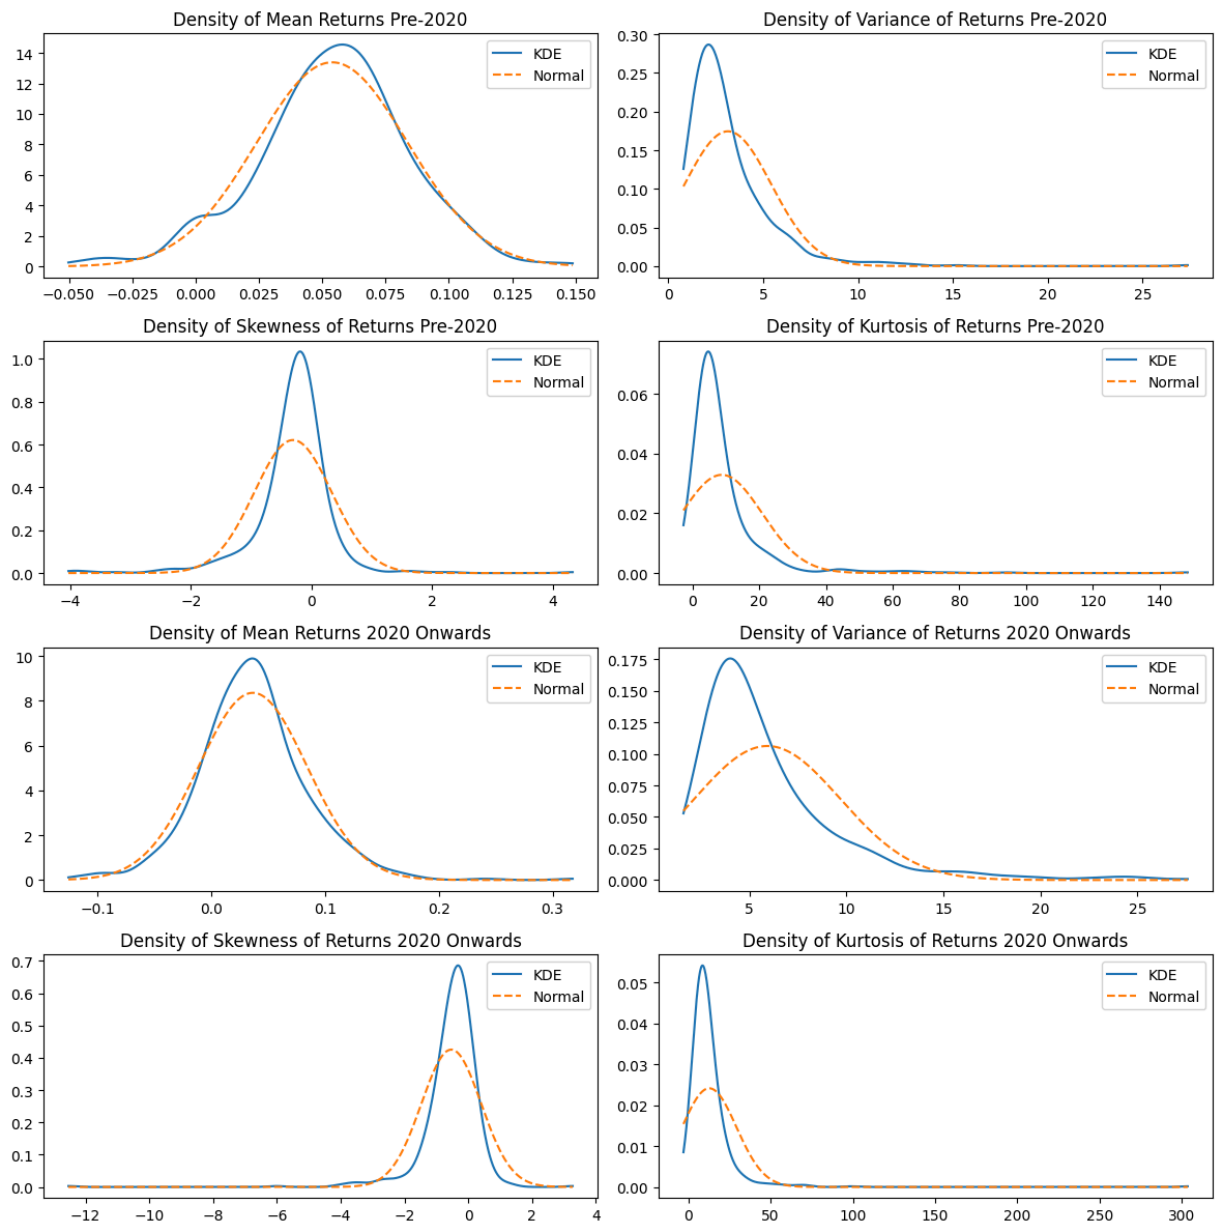 Density of Mean Returns Pre-2020
14
12
10
8
6
4
2
0
−0.050 −0.025 0.000 0.025 0.050 0.075 0.100 0.125 0.150
KDE
Normal
Density of Variance of Returns Pre-2020
0.30
0.25
0.20
0.15
0.10
0.05
0.00
0 5 10 15 20 25
KDE
Normal
Density of Skewness of Returns Pre-2020
1.0
0.8
0.6
0.4
0.2
0.0
−4 −2 0 2 4
KDE
Normal
Density of Kurtosis of Returns Pre-2020
0.06
0.04
0.02
0.00
0 20 40 60 80 100 120 140
KDE
Normal
Density of Mean Returns 2020 Onwards
10
8
6
4
2
0
−0.1 0.0 0.1 0.2 0.3
KDE
Normal
Density of Variance of Returns 2020 Onwards
0.175
0.150
0.125
0.100
0.075
0.050
0.025
0.000
5 10 15 20 25
KDE
Normal
Density of Skewness of Returns 2020 Onwards
0.7
0.6
0.5
0.4
0.3
0.2
0.1
0.0
−12 −10 −8 −6 −4 −2 0 2 4
KDE
Normal
Density of Kurtosis of Returns 2020 Onwards
0.05
0.04
0.03
0.02
0.01
0.00
0 50 100 150 200 250 300
KDE
Normal